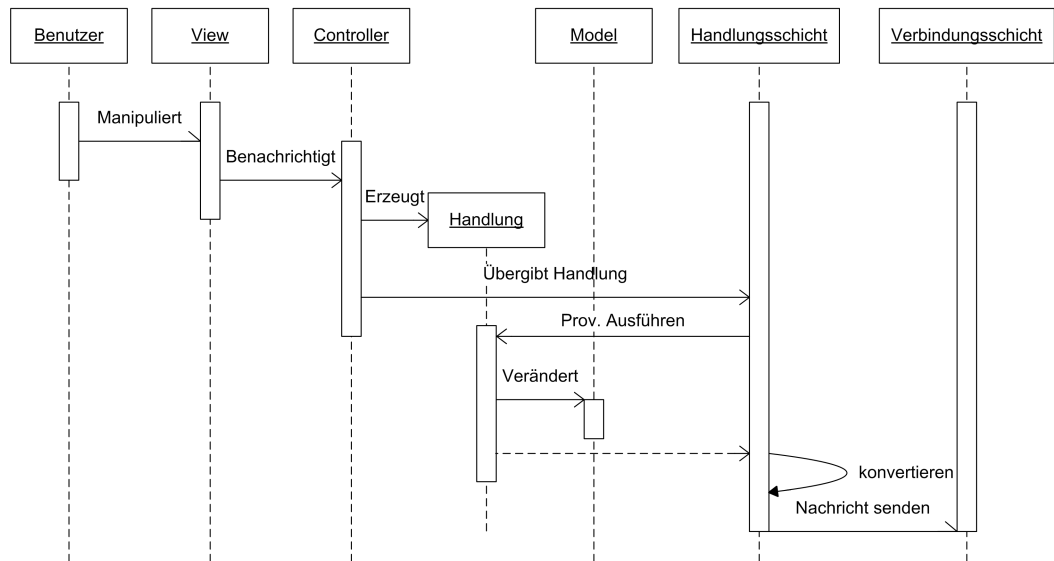 Benutzer
View
Controller
Model
Handlungsschicht
Verbindungsschicht
Manipuliert
Benachrichtigt
Erzeugt
Handlung
Übergibt Handlung
Prov. Ausführen
Verändert
konvertieren
Nachricht senden